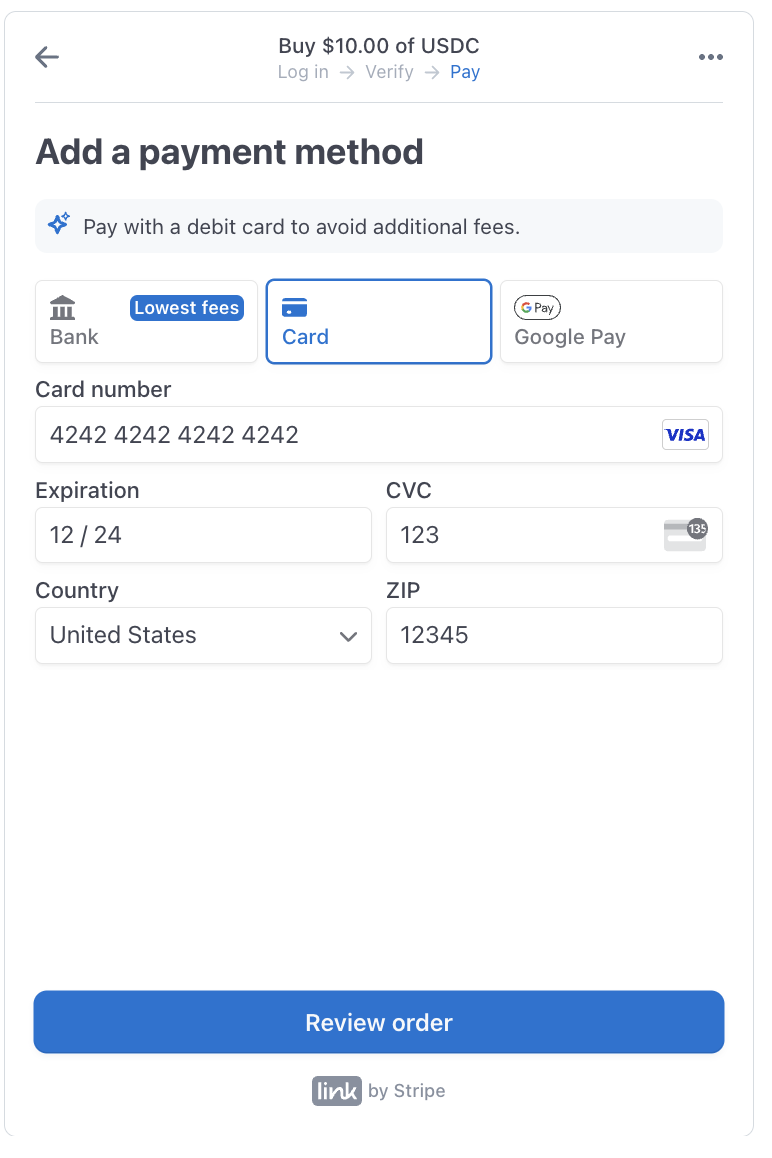 Buy $10.00 of USDC
Log in → Verify → Pay
Add a payment method
Pay with a debit card to avoid additional fees.
Lowest fees
Bank
Card
G Pay
Google Pay
Card number
4242 4242 4242 4242 VISA
Expiration CVC
12 / 24 123 135
Country ZIP
United States 12345
Review order
link by Stripe